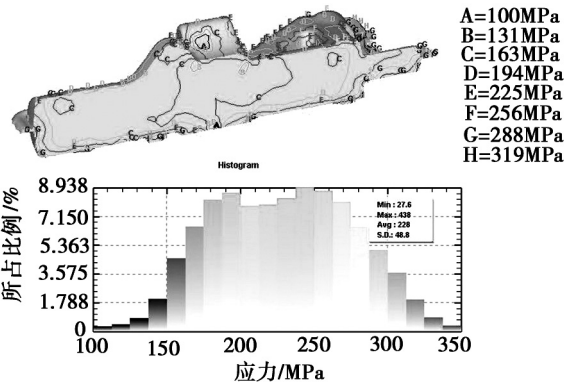 A=100MPa
B=131MPa
C=163MPa
D=194MPa
E=225MPa
F=256MPa
G=288MPa
H=319MPa
Histogram
所占比例/%
8.938
7.150
5.363
3.575
1.788
0
Min : 27.6
Max : 438
Avg : 228
S.D.: 48.8
100 150 200 250 300 350
应力/MPa